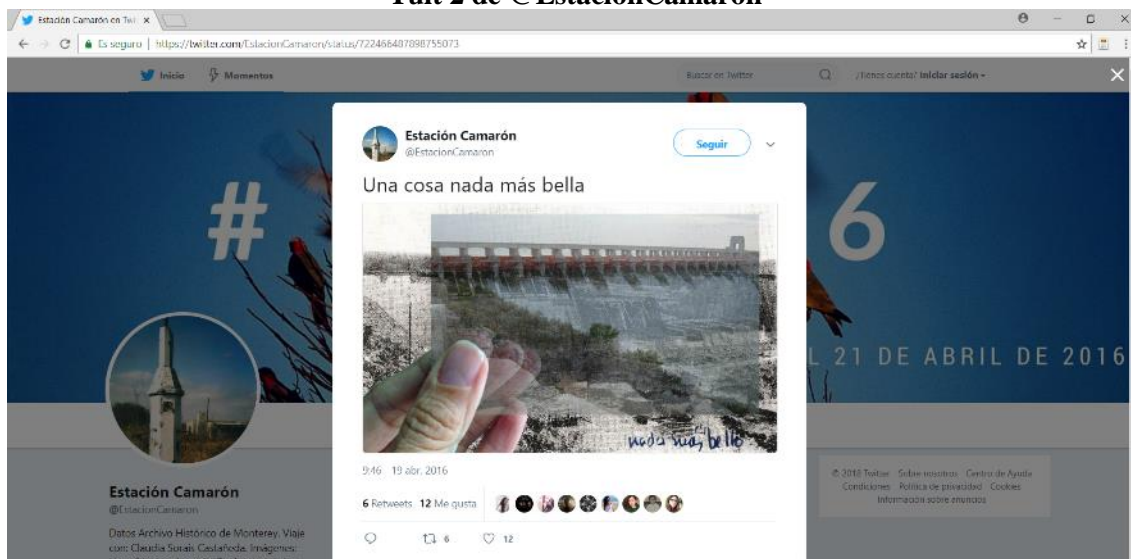 Tuit 2 de @EstacionCamaron
Estación Camarón en Twi
Es seguro | https://twitter.com/EstacionCamaron/status/722466487898755073
Inicio Momentos Buscar en Twitter ¿Tienes cuenta? Iniciar sesión
Estación Camarón
@EstacionCamaron
Seguir
Una cosa nada más bella
# 6
L 21 DE ABRIL DE 2016
nada más bello
9:46 19 abr. 2016
6 Retweets 12 Me gusta
6 12
Estación Camarón
@EstacionCamaron
Datos Archivo Histórico de Monterey. Viaje
con: Claudia Sorais Castañeda. Imágenes:
© 2018 Twitter Sobre nosotros Centro de Ayuda
Condiciones Política de privacidad Cookies
Información sobre anuncios